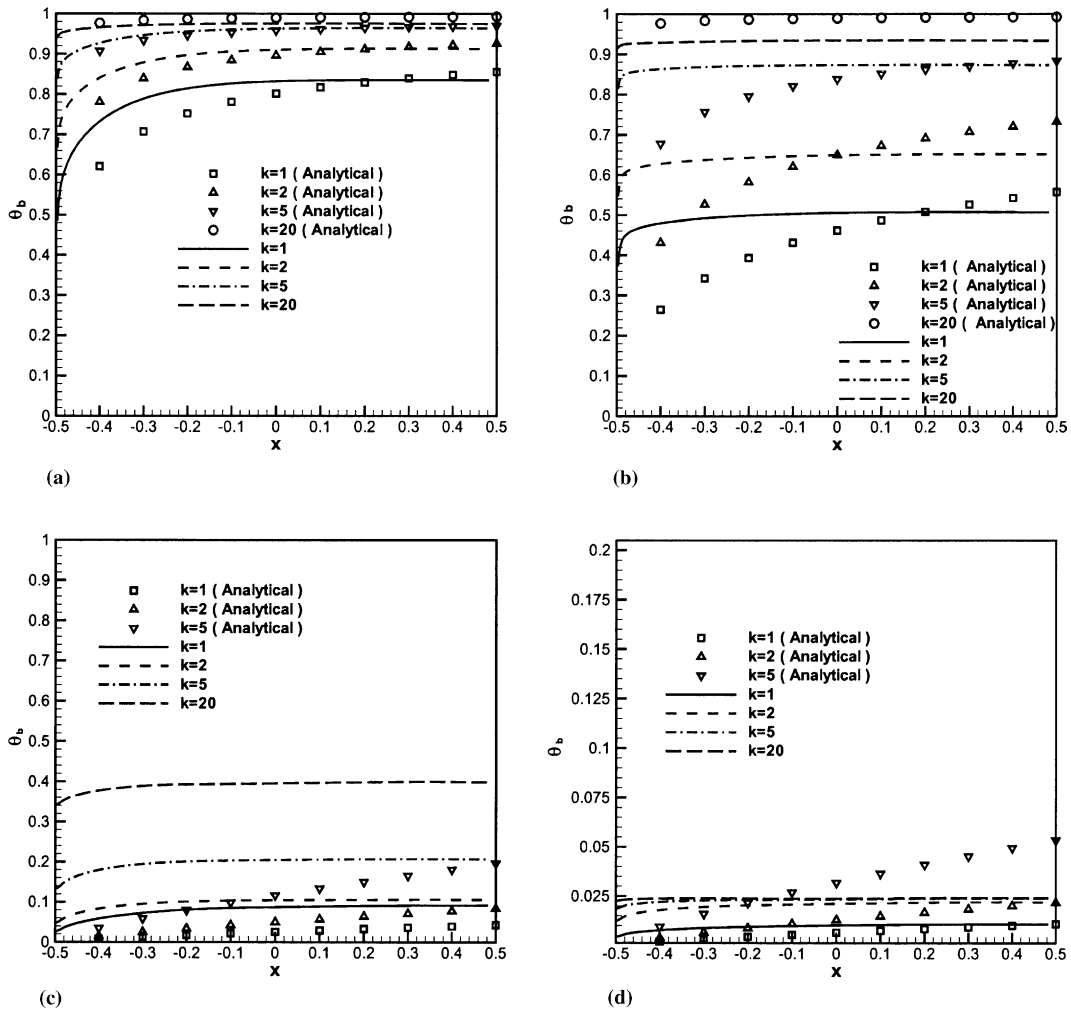 1
0.9
0.8
0.7
0.6
0.5
0.4
0.3
0.2
0.1
0
θb
k=1 ( Analytical )
k=2 ( Analytical )
k=5 ( Analytical )
k=20 ( Analytical )
k=1
k=2
k=5
k=20
-0.5 -0.4 -0.3 -0.2 -0.1 0 0.1 0.2 0.3 0.4 0.5
x
(a)
1
0.9
0.8
0.7
0.6
0.5
0.4
0.3
0.2
0.1
0
θb
k=1 ( Analytical )
k=2 ( Analytical )
k=5 ( Analytical )
k=20 ( Analytical )
k=1
k=2
k=5
k=20
-0.5 -0.4 -0.3 -0.2 -0.1 0 0.1 0.2 0.3 0.4 0.5
x
(b)
1
0.9
0.8
0.7
0.6
0.5
0.4
0.3
0.2
0.1
0
θb
k=1 ( Analytical )
k=2 ( Analytical )
k=5 ( Analytical )
k=1
k=2
k=5
k=20
-0.5 -0.4 -0.3 -0.2 -0.1 0 0.1 0.2 0.3 0.4 0.5
x
(c)
0.2
0.175
0.15
0.125
0.1
0.075
0.05
0.025
θb
k=1 ( Analytical )
k=2 ( Analytical )
k=5 ( Analytical )
k=1
k=2
k=5
k=20
-0.5 -0.4 -0.3 -0.2 -0.1 0 0.1 0.2 0.3 0.4 0.5
x
(d)